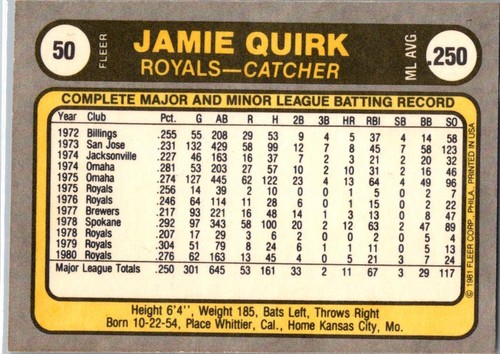 50
FLEER
JAMIE QUIRK
ROYALS—CATCHER
ML AVG
.250
COMPLETE MAJOR AND MINOR LEAGUE BATTING RECORD
Year Club Pct. G AB R H 2B 3B HR RBI SB BB SO
1972 Billings .255 55 208 29 53 9 4 5 37 4 14 58
1973 San Jose .231 132 429 58 99 12 7 8 45 7 58 123
1974 Jacksonville .227 46 163 16 37 7 2 3 21 2 20 32
1974 Omaha .281 53 203 27 57 10 2 10 31 2 16 46
1975 Omaha .274 127 445 62 122 23 4 13 64 4 49 96
1975 Royals .256 14 39 2 10 0 0 1 5 0 2 7
1976 Royals .246 64 114 11 28 6 0 1 15 0 2 22
1977 Brewers .217 93 221 16 48 14 1 3 13 0 8 47
1978 Spokane .292 97 343 58 100 20 2 12 63 2 47 89
1978 Royals .207 17 29 3 6 2 0 0 2 0 5 4
1979 Royals .304 51 79 8 24 6 1 1 11 0 5 13
1980 Royals .276 62 163 13 45 5 0 5 21 3 7 24
Major League Totals .250 301 645 53 161 33 2 11 67 3 29 117
© 1981 FLEER CORP. PHILA. PRINTED IN USA
Height 6'4'', Weight 185, Bats Left, Throws Right
Born 10-22-54, Place Whittier, Cal., Home Kansas City, Mo.